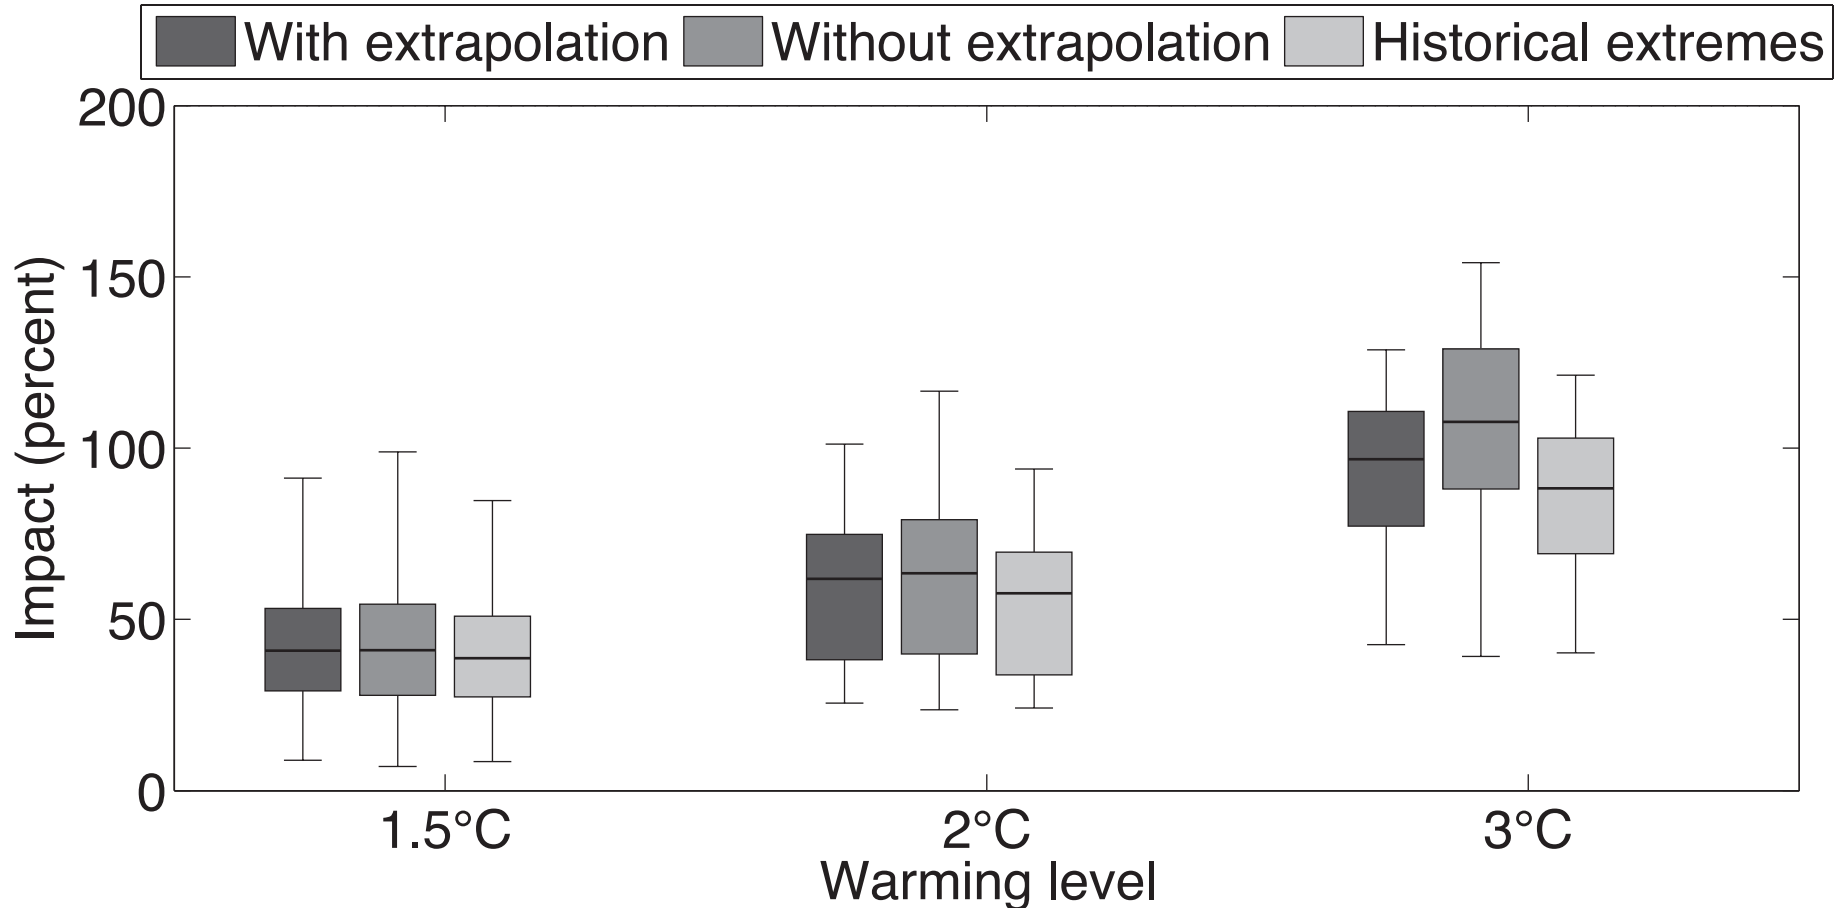 With extrapolation Without extrapolation Historical extremes
200
150
100
50
0
Impact (percent)
1.5°C 2°C 3°C
Warming level